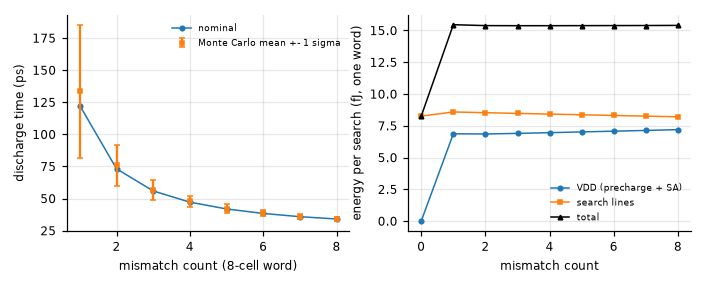 discharge time (ps)
175
150
125
100
75
50
25
2
4
6
8
mismatch count (8-cell word)
nominal
Monte Carlo mean +- 1 sigma
energy per search (fJ, one word)
15.0
12.5
10.0
7.5
5.0
2.5
0.0
0
2
4
6
8
mismatch count
VDD (precharge + SA)
search lines
total